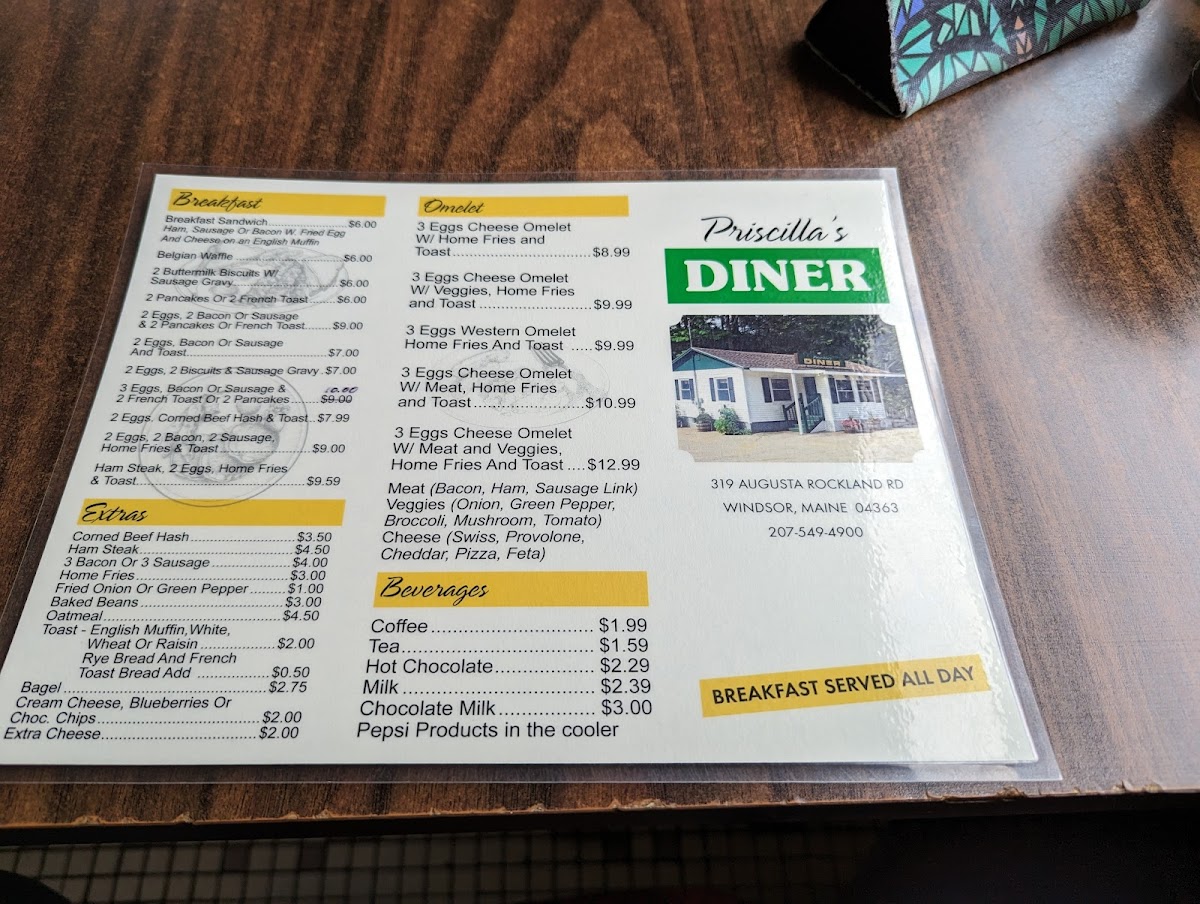 Breakfast
Breakfast Sandwich....................$6.00
Ham, Sausage Or Bacon W. Fried Egg
And Cheese on an English Muffin
Belgian Waffle............................$6.00
2 Buttermilk Biscuits W/
Sausage Gravy...........................$6.00
2 Pancakes Or 2 French Toast........$6.00
2 Eggs, 2 Bacon Or Sausage
& 2 Pancakes Or French Toast.......$9.00
2 Eggs, Bacon Or Sausage
And Toast....................................$7.00
2 Eggs, 2 Biscuits & Sausage Gravy.$7.00
3 Eggs, Bacon Or Sausage & 10.00
2 French Toast Or 2 Pancakes........$9.00
2 Eggs, Corned Beef Hash & Toast..$7.99
2 Eggs, 2 Bacon, 2 Sausage,
Home Fries & Toast.......................$9.00
Ham Steak, 2 Eggs, Home Fries
& Toast........................................$9.59
Extras
Corned Beef Hash..............................$3.50
Ham Steak..........................................$4.50
3 Bacon Or 3 Sausage.....................$4.00
Home Fries........................................$3.00
Fried Onion Or Green Pepper.........$1.00
Baked Beans.....................................$3.00
Oatmeal.............................................$4.50
Toast - English Muffin,White,
Wheat Or Raisin........................$2.00
Rye Bread And French
Toast Bread Add ........................$0.50
Bagel..................................................$2.75
Cream Cheese, Blueberries Or
Choc. Chips.......................................$2.00
Extra Cheese.....................................$2.00
Omelet
3 Eggs Cheese Omelet
W/ Home Fries and
Toast.................................$8.99
3 Eggs Cheese Omelet
W/ Veggies, Home Fries
and Toast ..........................$9.99
3 Eggs Western Omelet
Home Fries And Toast .....$9.99
3 Eggs Cheese Omelet
W/ Meat, Home Fries
and Toast.........................$10.99
3 Eggs Cheese Omelet
W/ Meat and Veggies,
Home Fries And Toast ....$12.99
Meat (Bacon, Ham, Sausage Link)
Veggies (Onion, Green Pepper,
Broccoli, Mushroom, Tomato)
Cheese (Swiss, Provolone,
Cheddar, Pizza, Feta)
Beverages
Coffee............................. $1.99
Tea.................................. $1.59
Hot Chocolate.................. $2.29
Milk.................................. $2.39
Chocolate Milk................. $3.00
Pepsi Products in the cooler
Priscilla's
DINER
DINER
319 AUGUSTA ROCKLAND RD
WINDSOR, MAINE 04363
207-549-4900
BREAKFAST SERVED ALL DAY